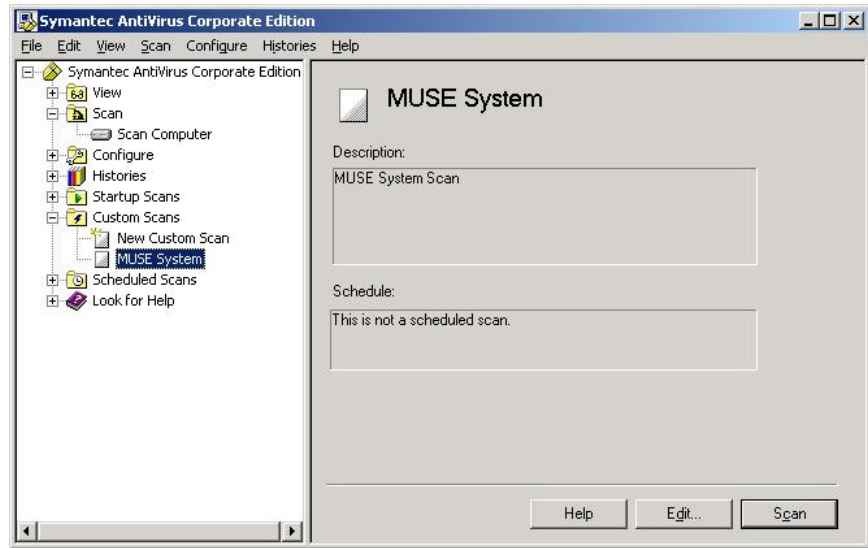 Symantec AntiVirus Corporate Edition
File Edit View Scan Configure Histories Help
Symantec AntiVirus Corporate Edition
View
Scan
Scan Computer
Configure
Histories
Startup Scans
Custom Scans
New Custom Scan
MUSE System
Scheduled Scans
Look for Help
MUSE System
Description:
MUSE System Scan
Schedule:
This is not a scheduled scan.
Help Edit... Scan